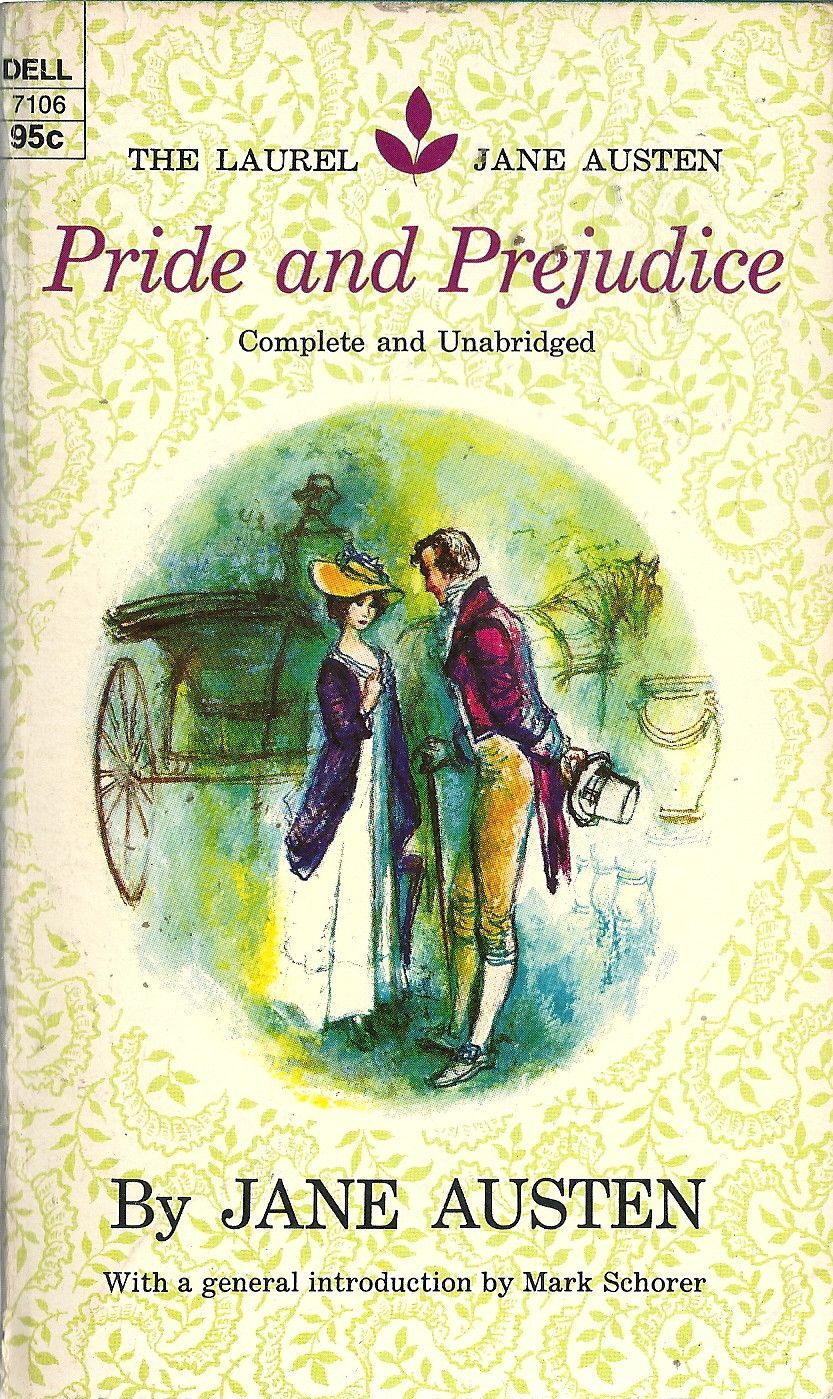 DELL
7106
95c
THE LAUREL JANE AUSTEN
Pride and Prejudice
Complete and Unabridged
By JANE AUSTEN
With a general introduction by Mark Schorer